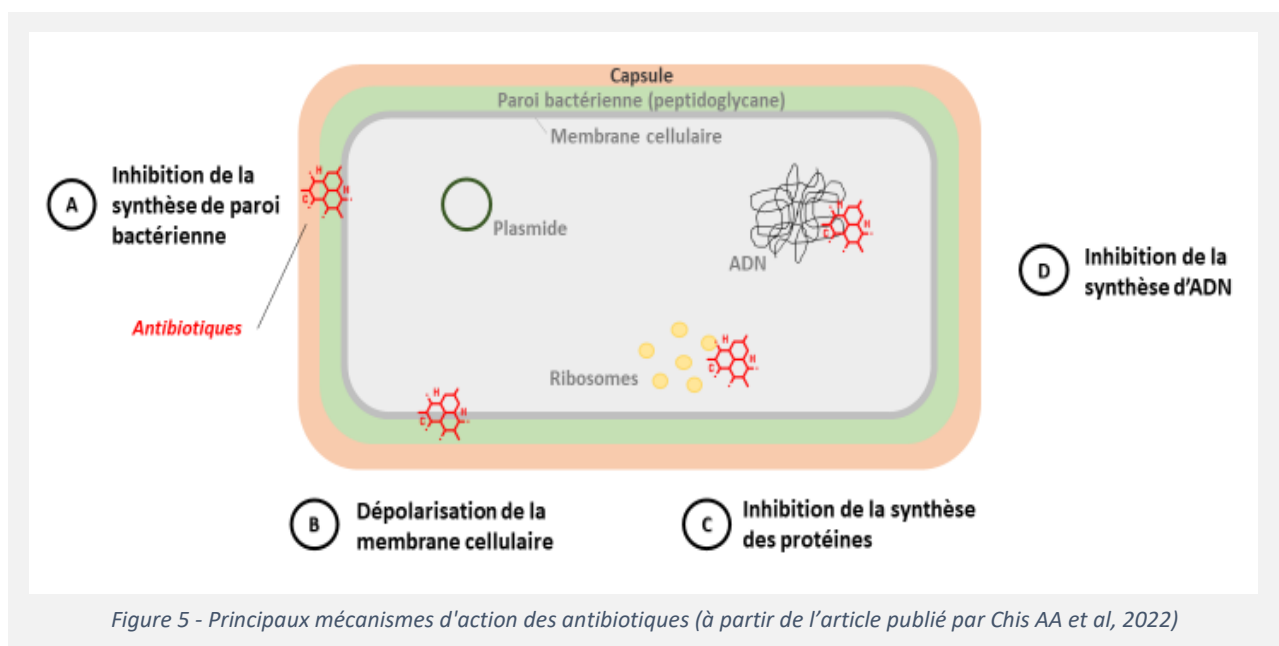 Capsule
Paroi bactérienne (peptidoglycane)
Membrane cellulaire
A
Inhibition de la
synthèse de paroi
bactérienne
Antibiotiques
Plasmide
ADN
D
Inhibition de la
synthèse d’ADN
Ribosomes
B
Dépolarisation de la
membrane cellulaire
C
Inhibition de la synthèse
des protéines
H
C
H
H
C
H
H
C
H
H
C
H
Figure 5 - Principaux mécanismes d'action des antibiotiques (à partir de l’article publié par Chis AA et al, 2022)